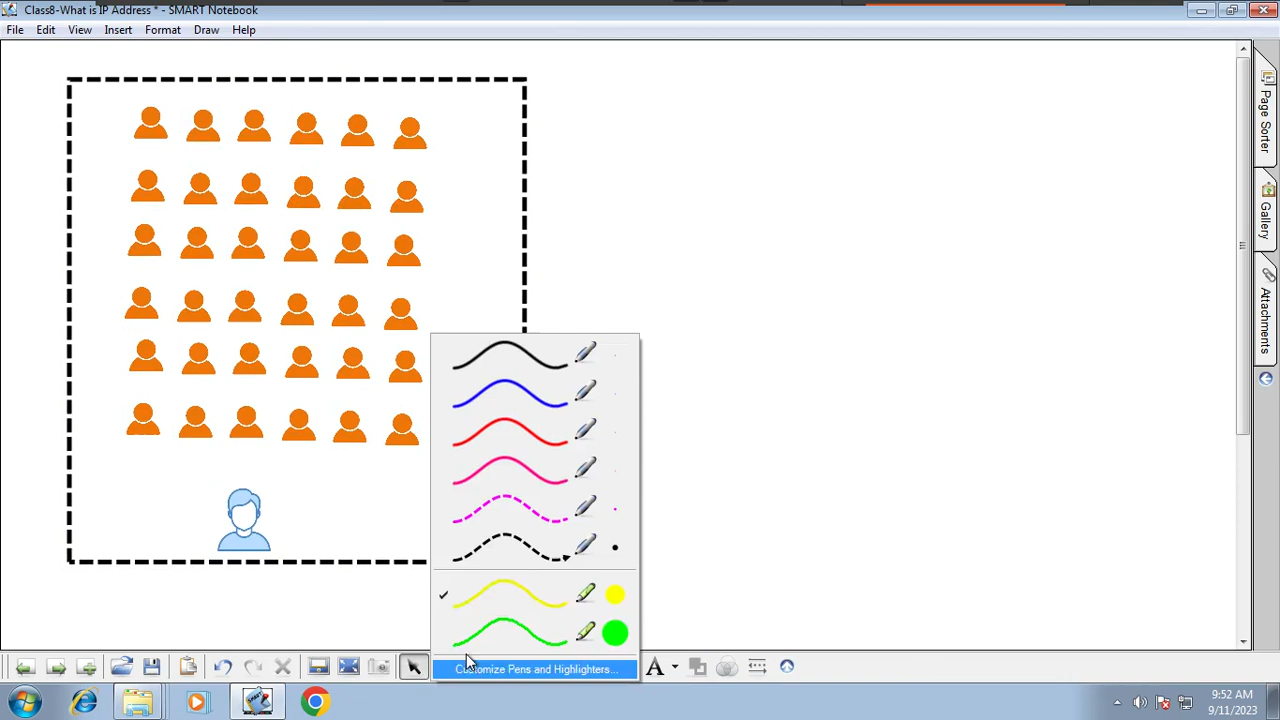 Class8-What is IP Address * - SMART Notebook
File Edit View Insert Format Draw Help
Page Sorter
Gallery
Attachments
Customize Pens and Highlighters...
A
9:52 AM
9/11/2023